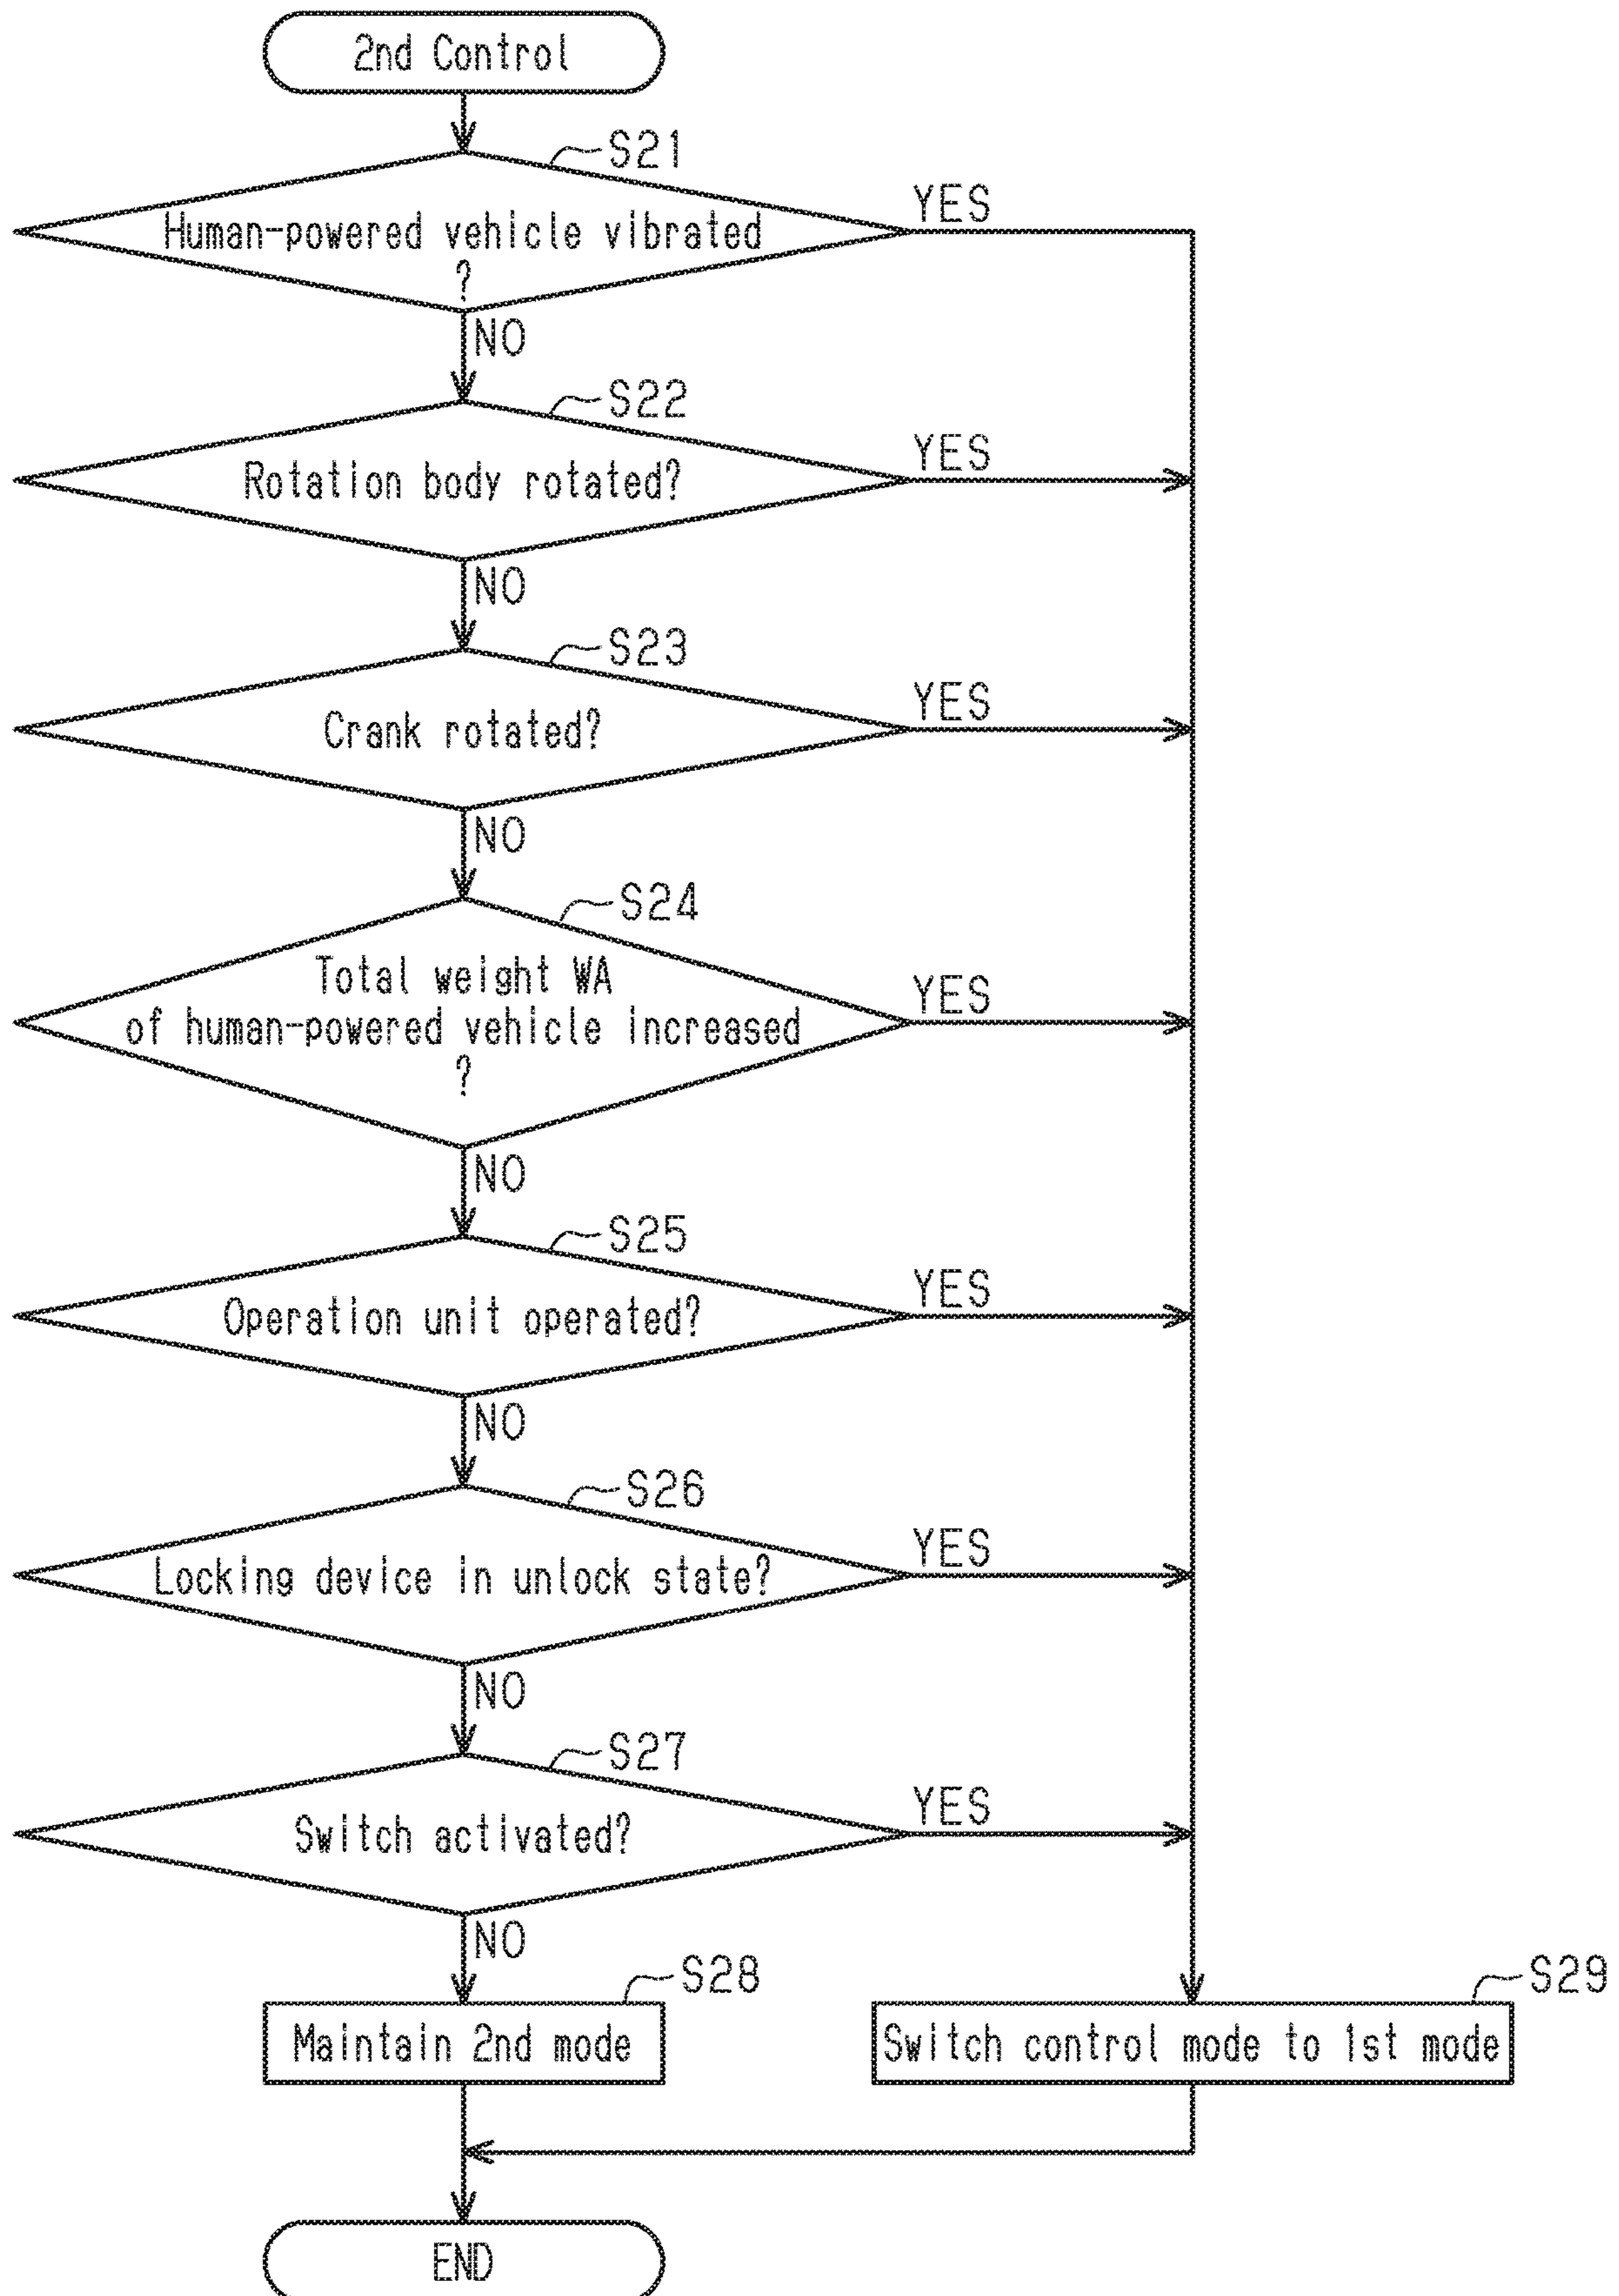 2nd Control
S21
Human-powered vehicle vibrated
?
YES
NO
S22
Rotation body rotated?
YES
NO
S23
Crank rotated?
YES
NO
S24
Total weight WA
of human-powered vehicle increased
?
YES
NO
S25
Operation unit operated?
YES
NO
S26
Locking device in unlock state?
YES
NO
S27
Switch activated?
YES
NO
S28
Maintain 2nd mode
S29
Switch control mode to 1st mode
END